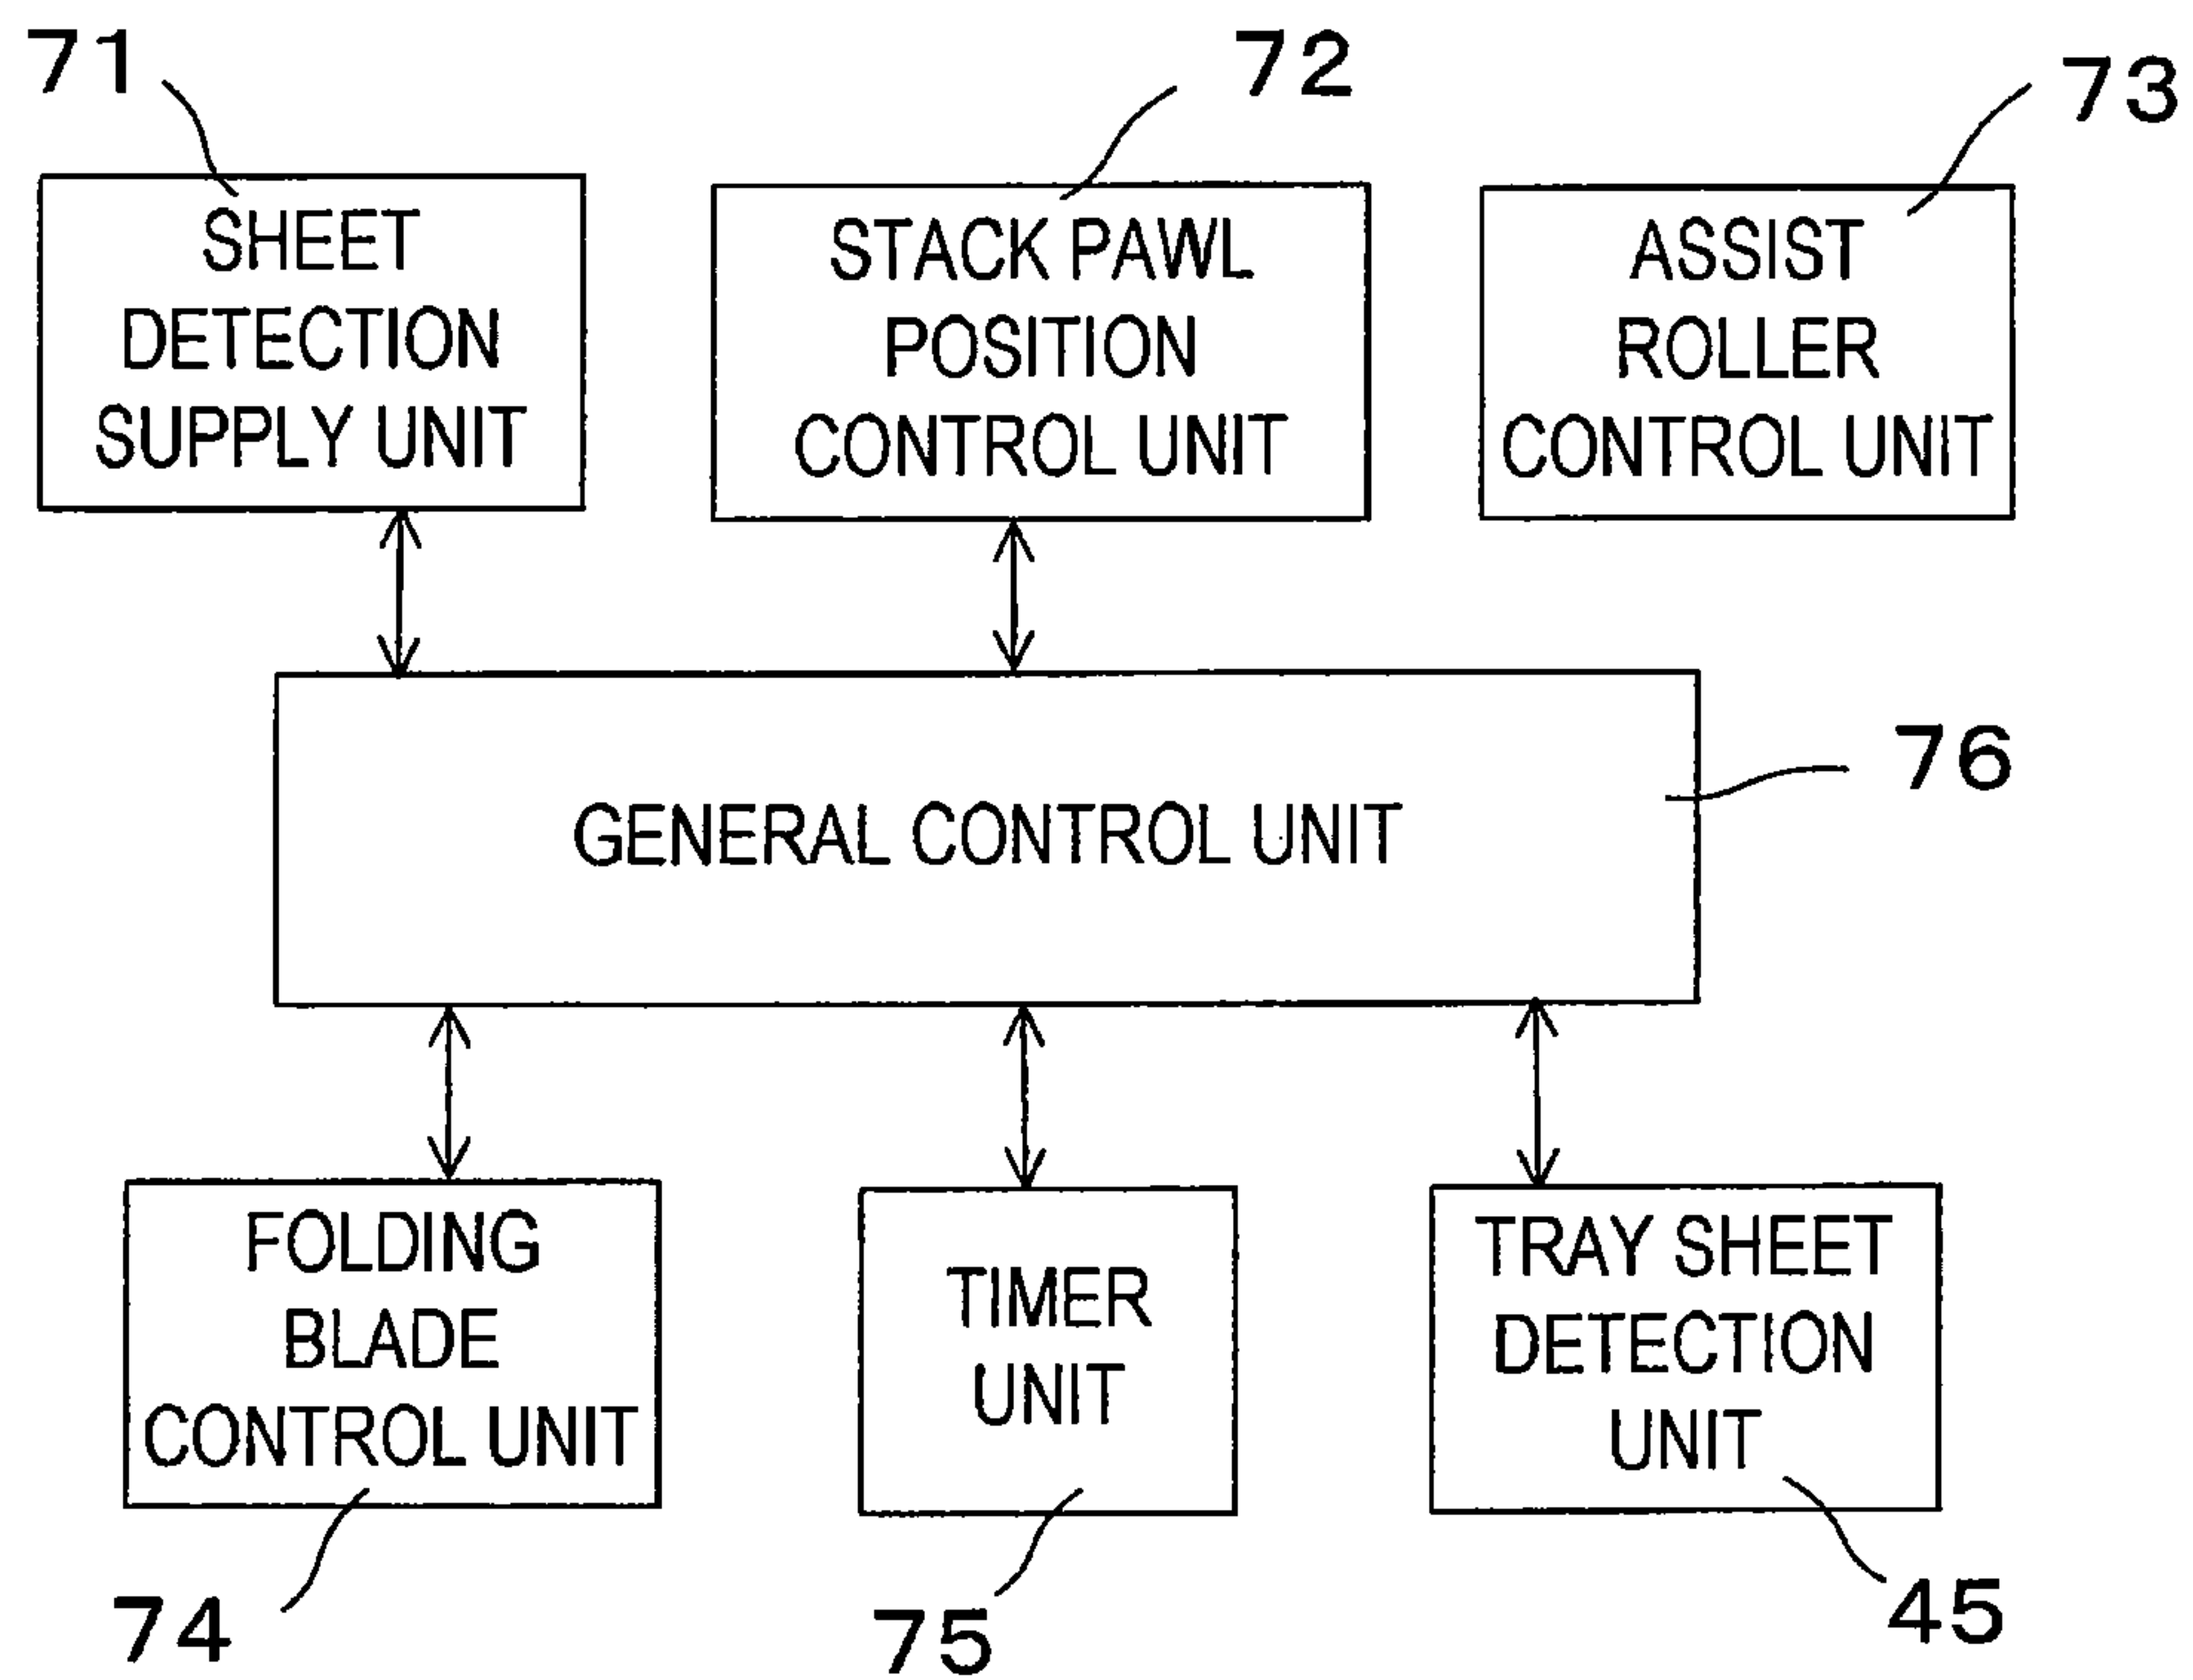 71
72
73
SHEET
DETECTION
SUPPLY UNIT
STACK PAWL
POSITION
CONTROL UNIT
ASSIST
ROLLER
CONTROL UNIT
GENERAL CONTROL UNIT
76
FOLDING
BLADE
CONTROL UNIT
TIMER
UNIT
TRAY SHEET
DETECTION
UNIT
74
75
45